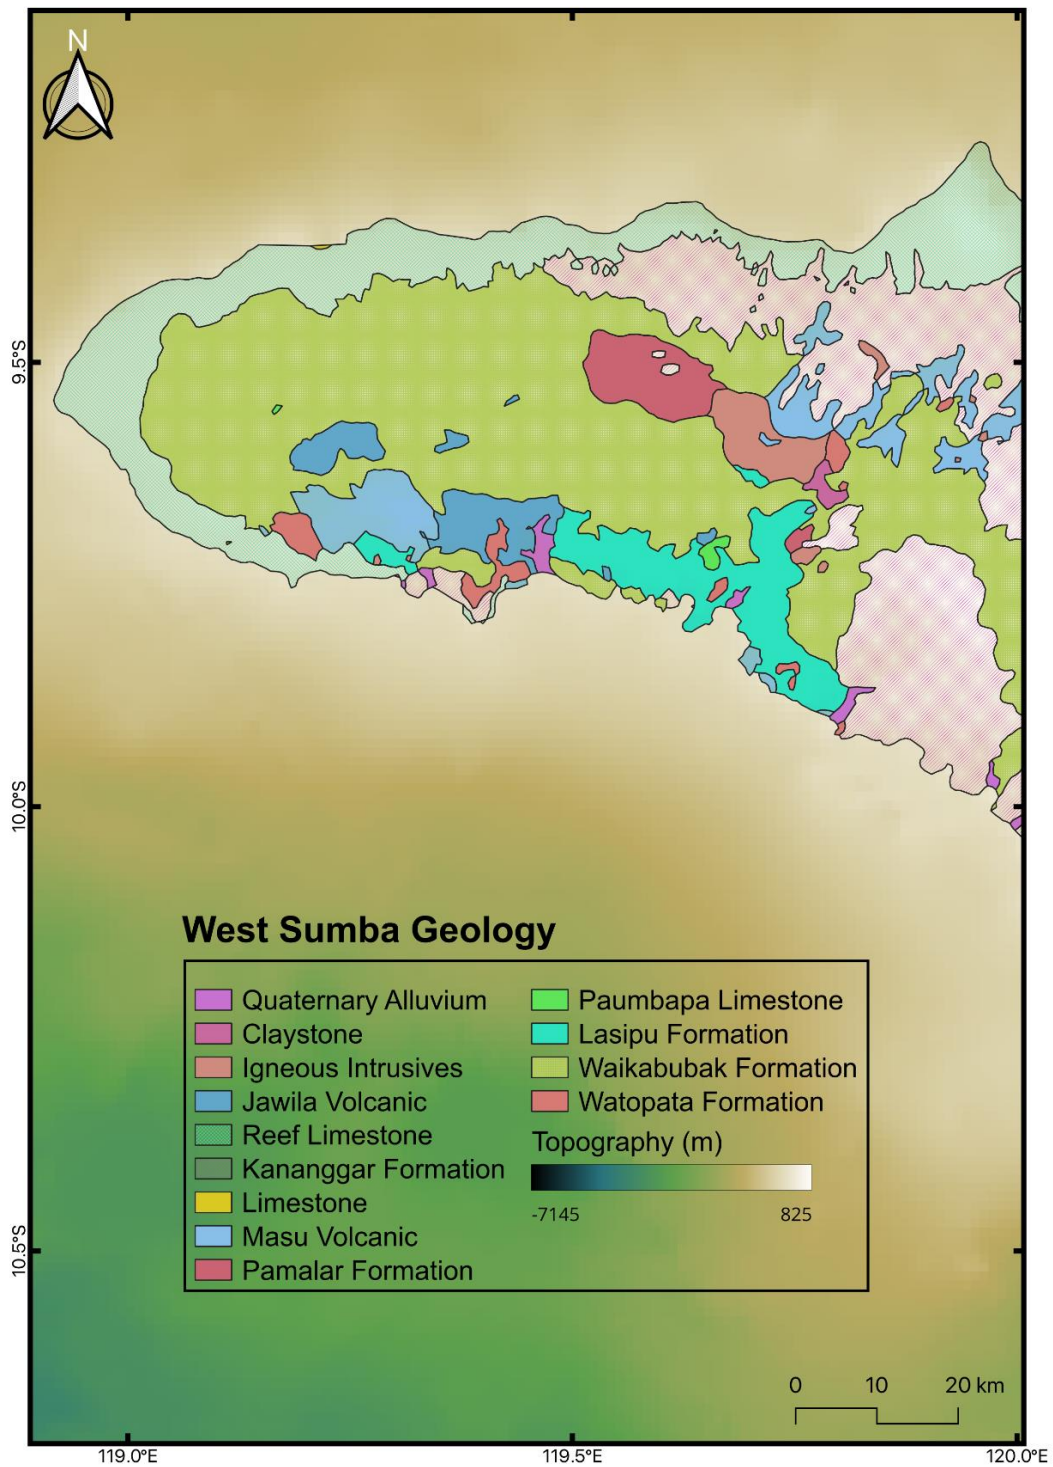 N
9.5°S
10.0°S
10.5°S
West Sumba Geology
Quaternary Alluvium
Claystone
Igneous Intrusives
Jawila Volcanic
Reef Limestone
Kananggar Formation
Limestone
Masu Volcanic
Pamalar Formation
Paumbapa Limestone
Lasipu Formation
Waikabubak Formation
Watopata Formation
Topography (m)
-7145 825
0 10 20 km
119.0°E 119.5°E 120.0°E